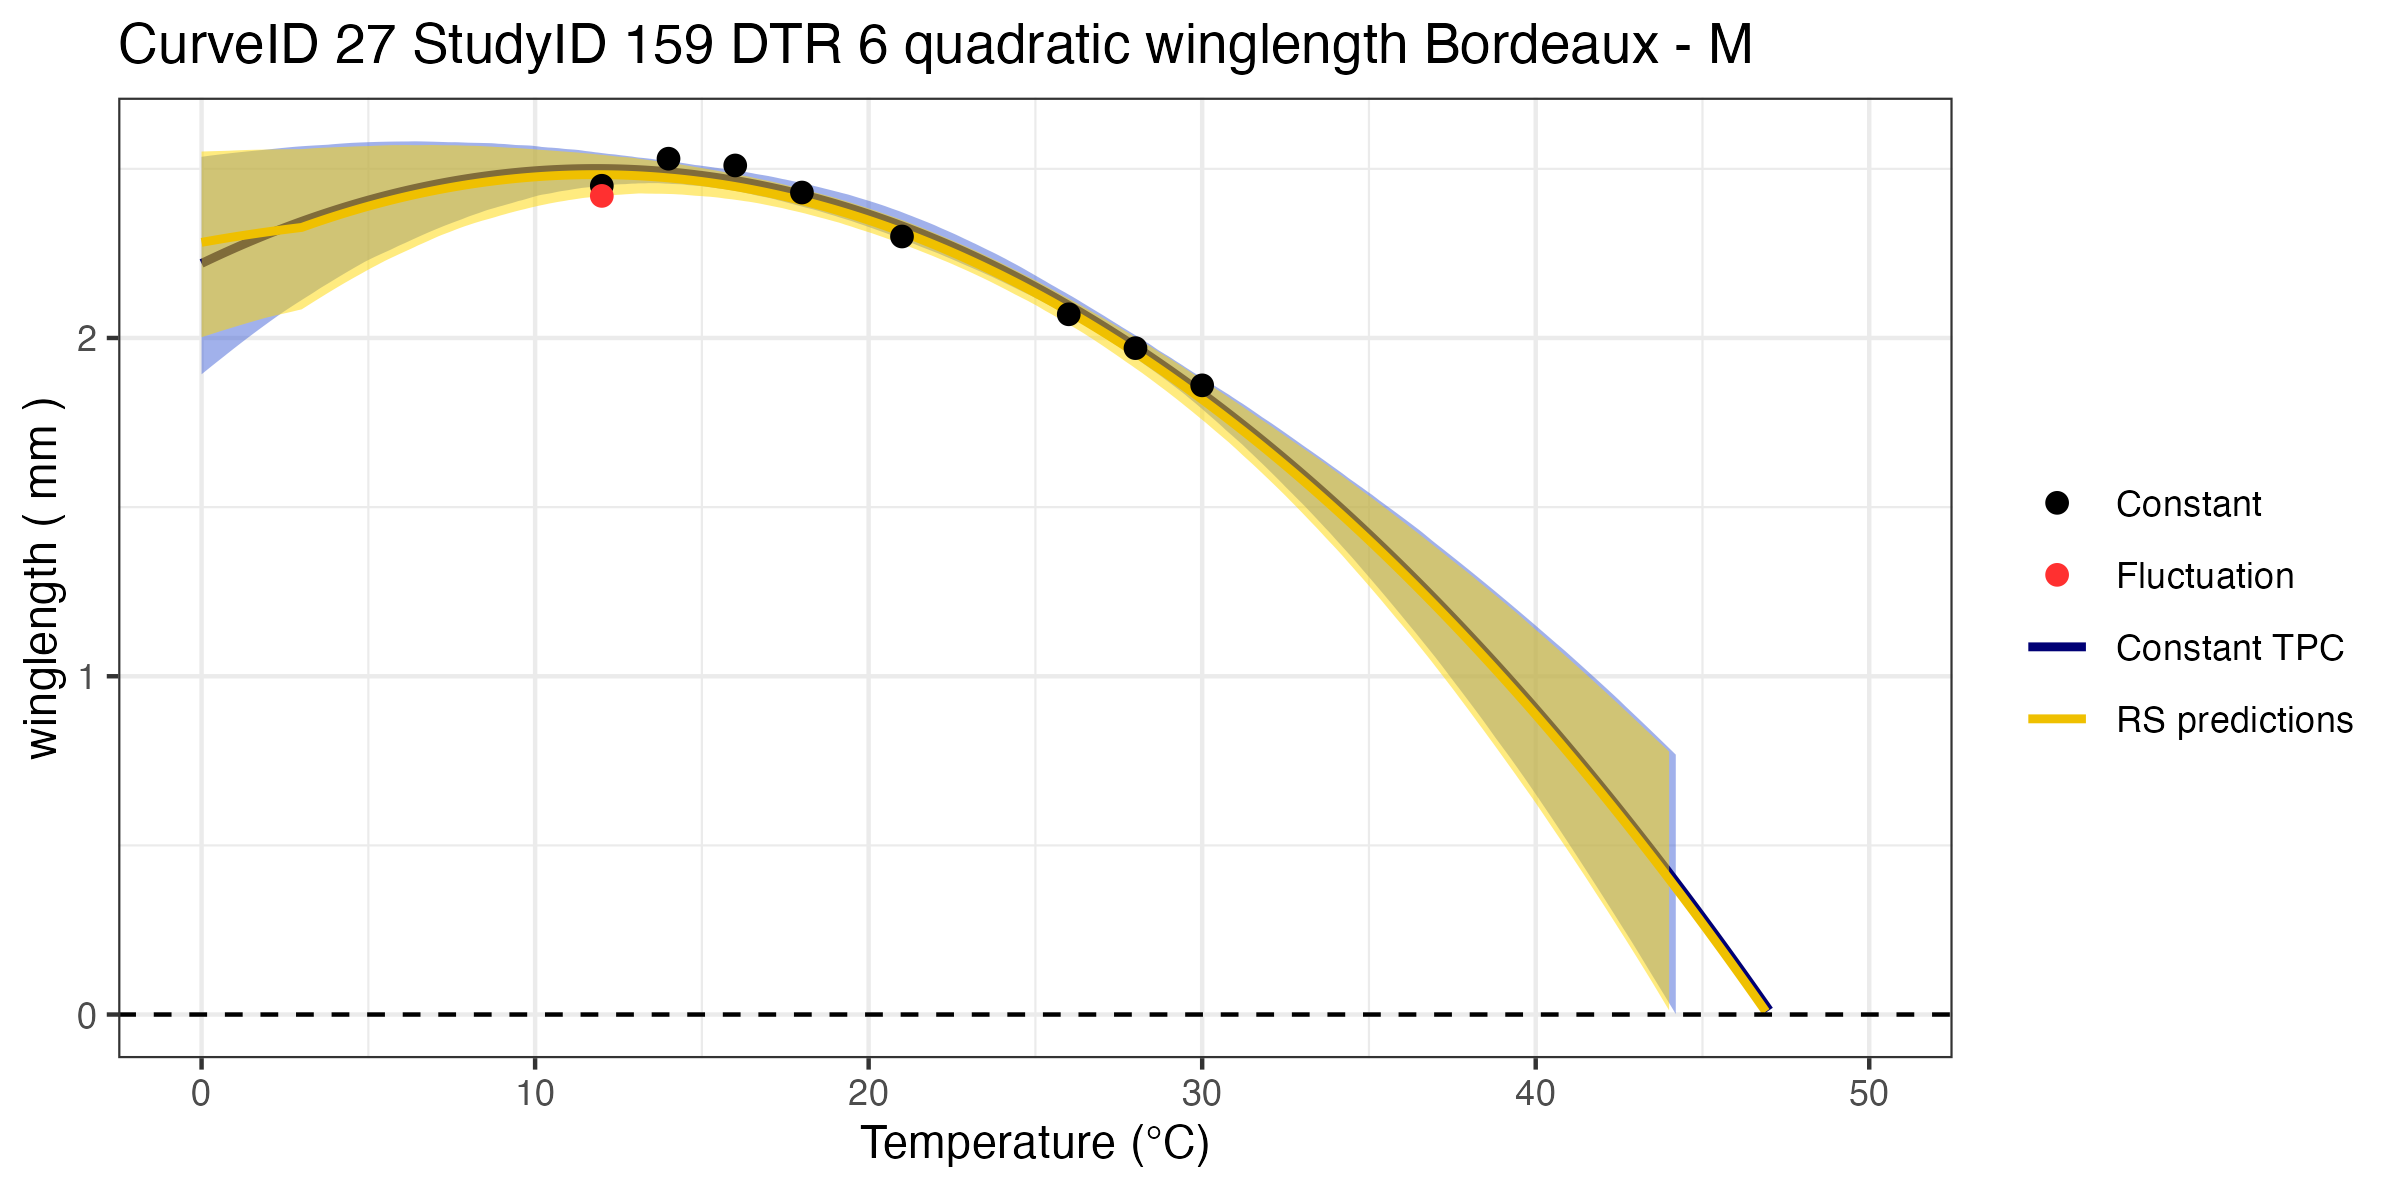 CurveID 27 StudyID 159 DTR 6 quadratic winglength Bordeaux - M
winglength ( mm )
2
1
0
0 10 20 30 40 50
Temperature (°C)
Constant
Fluctuation
Constant TPC
RS predictions